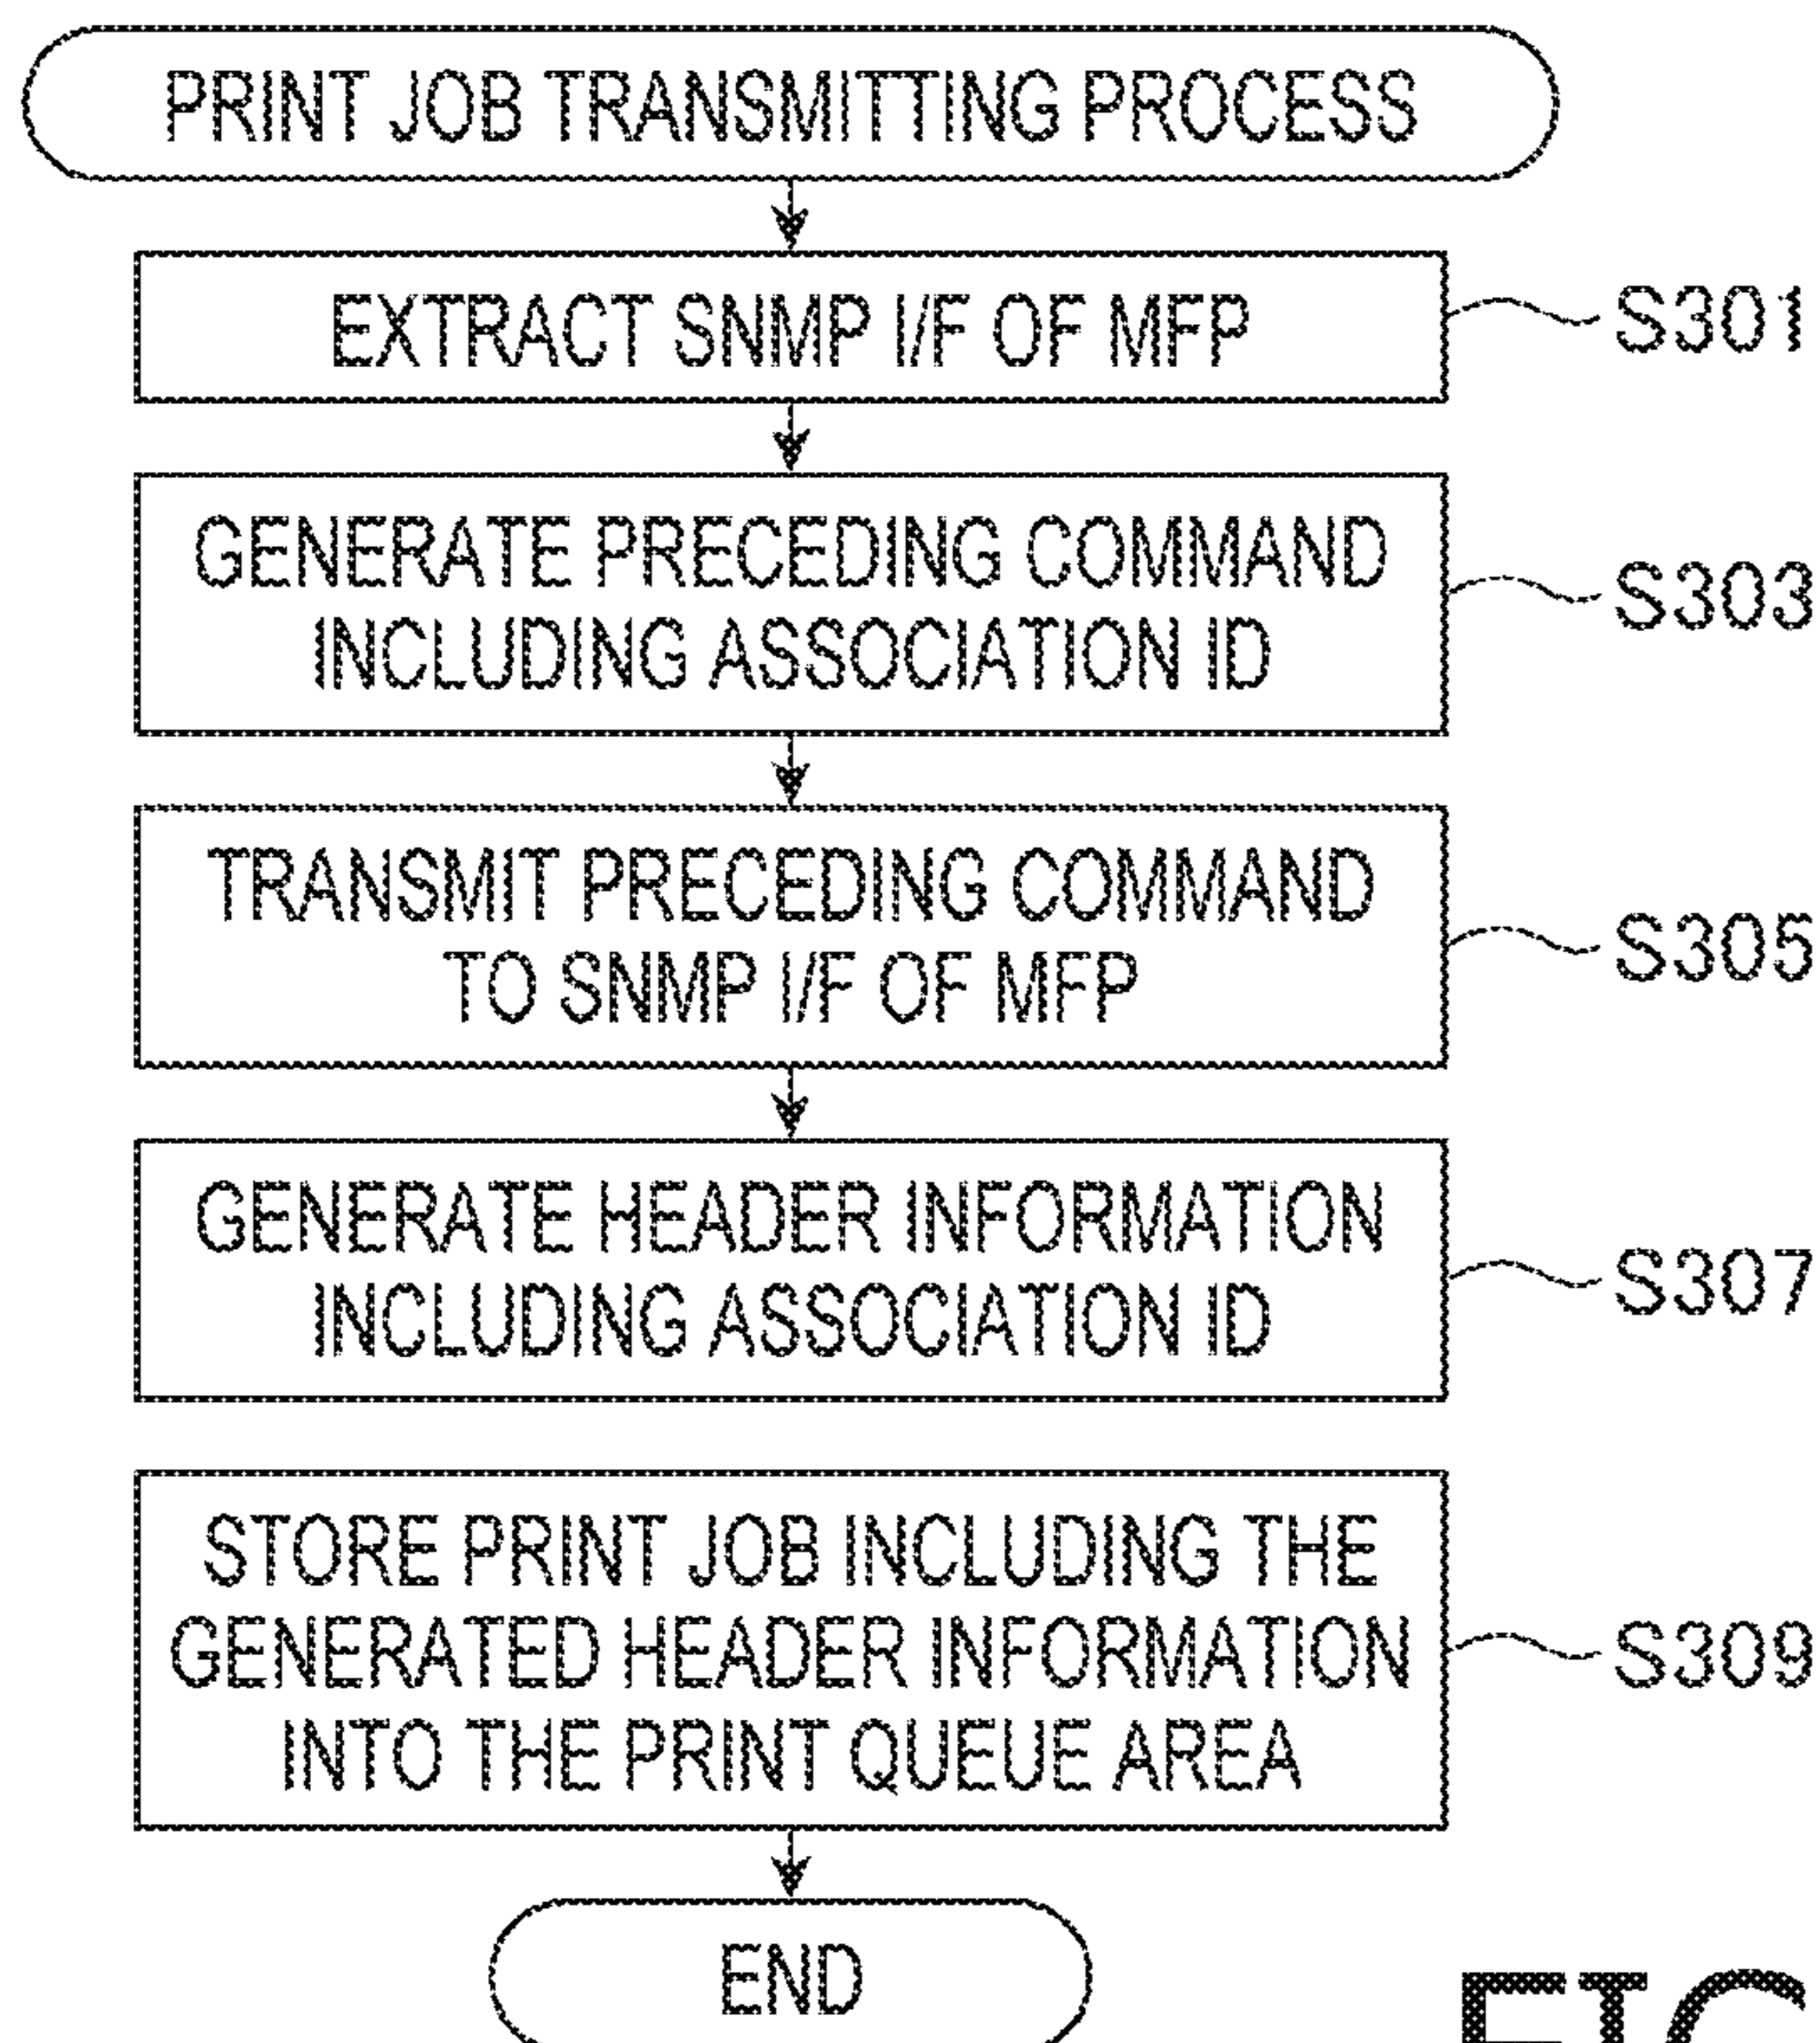 PRINT JOB TRANSMITTING PROCESS
EXTRACT SNMP I/F OF MFP
S301
GENERATE PRECEDING COMMAND
INCLUDING ASSOCIATION ID
S303
TRANSMIT PRECEDING COMMAND
TO SNMP I/F OF MFP
S305
GENERATE HEADER INFORMATION
INCLUDING ASSOCIATION ID
S307
STORE PRINT JOB INCLUDING THE
GENERATED HEADER INFORMATION
INTO THE PRINT QUEUE AREA
S309
END